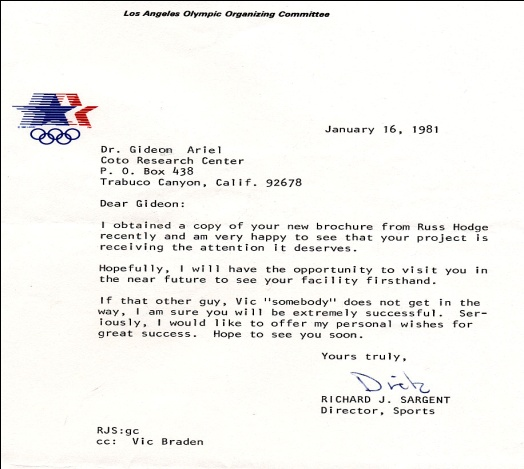 Los Angeles Olympic Organizing Committee
January 16, 1981
Dr. Gideon Ariel
Coto Research Center
P. O. Box 438
Trabuco Canyon, Calif. 92678
Dear Gideon:
I obtained a copy of your new brochure from Russ Hodge
recently and am very happy to see that your project is
receiving the attention it deserves.
Hopefully, I will have the opportunity to visit you in
the near future to see your facility firsthand.
If that other guy, Vic "somebody" does not get in the
way, I am sure you will be extremely successful. Ser-
iously, I would like to offer my personal wishes for
great success. Hope to see you soon.
Yours truly,
Dick
RICHARD J. SARGENT
Director, Sports
RJS:gc
cc: Vic Braden